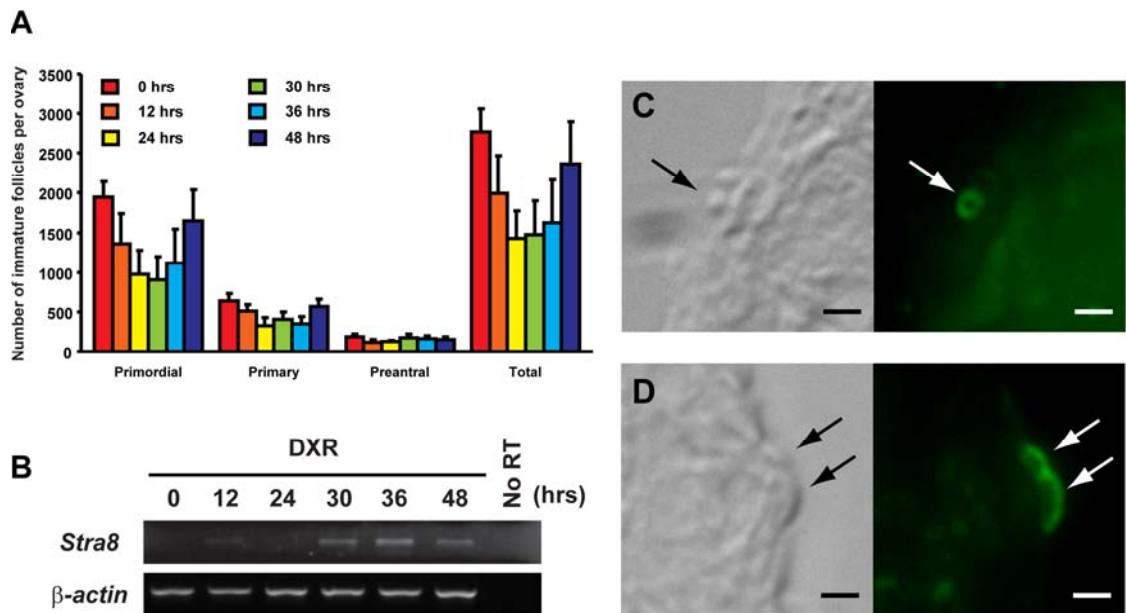 A
Number of immature follicles per ovary
3500
3000
2500
2000
1500
1000
500
0
0 hrs
12 hrs
24 hrs
30 hrs
36 hrs
48 hrs
Primordial
Primary
Preantral
Total
B
DXR
0 12 24 30 36 48 No RT (hrs)
Stra8
β-actin
C
D